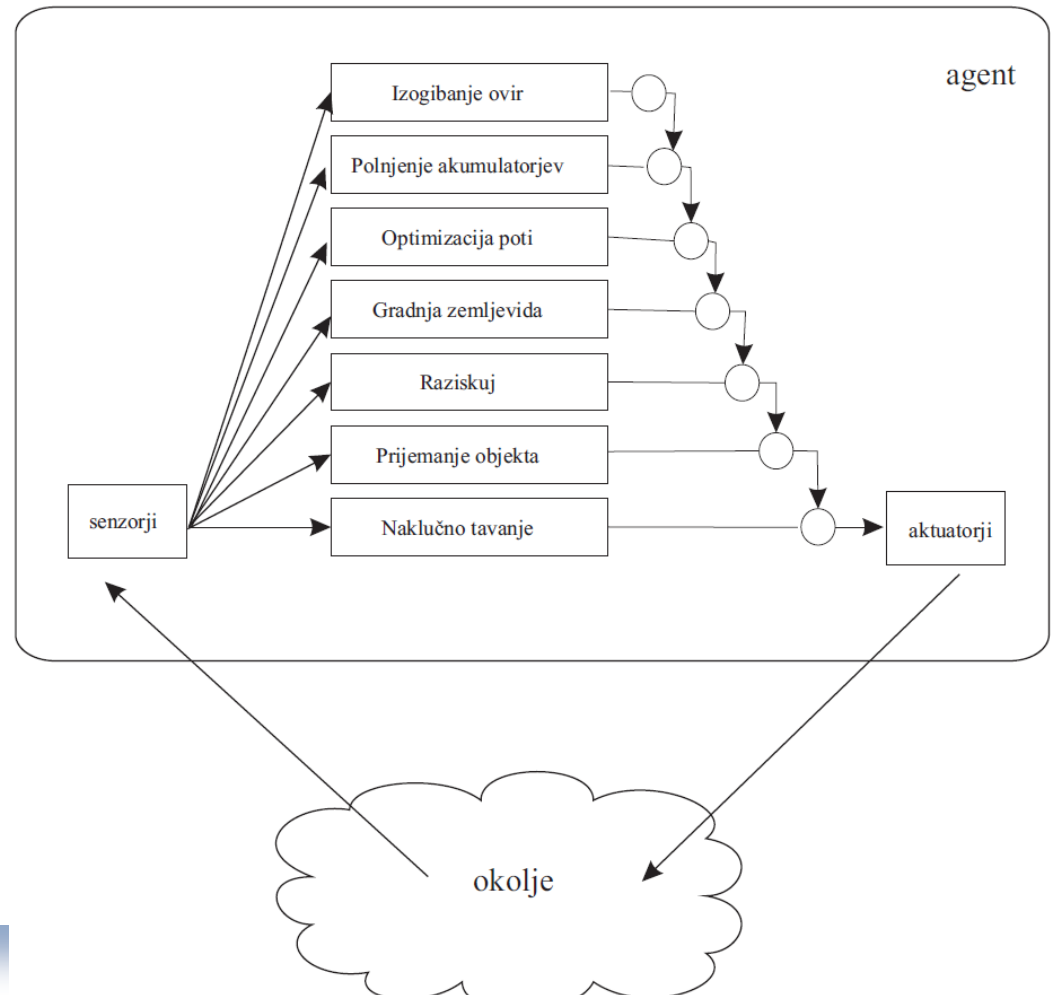 agent
Izogibanje ovir
Polnjenje akumulatorjev
Optimizacija poti
Gradnja zemljevida
Raziskuj
Prijemanje objekta
senzorji
Naklučno tavanje
aktuatorji
okolje